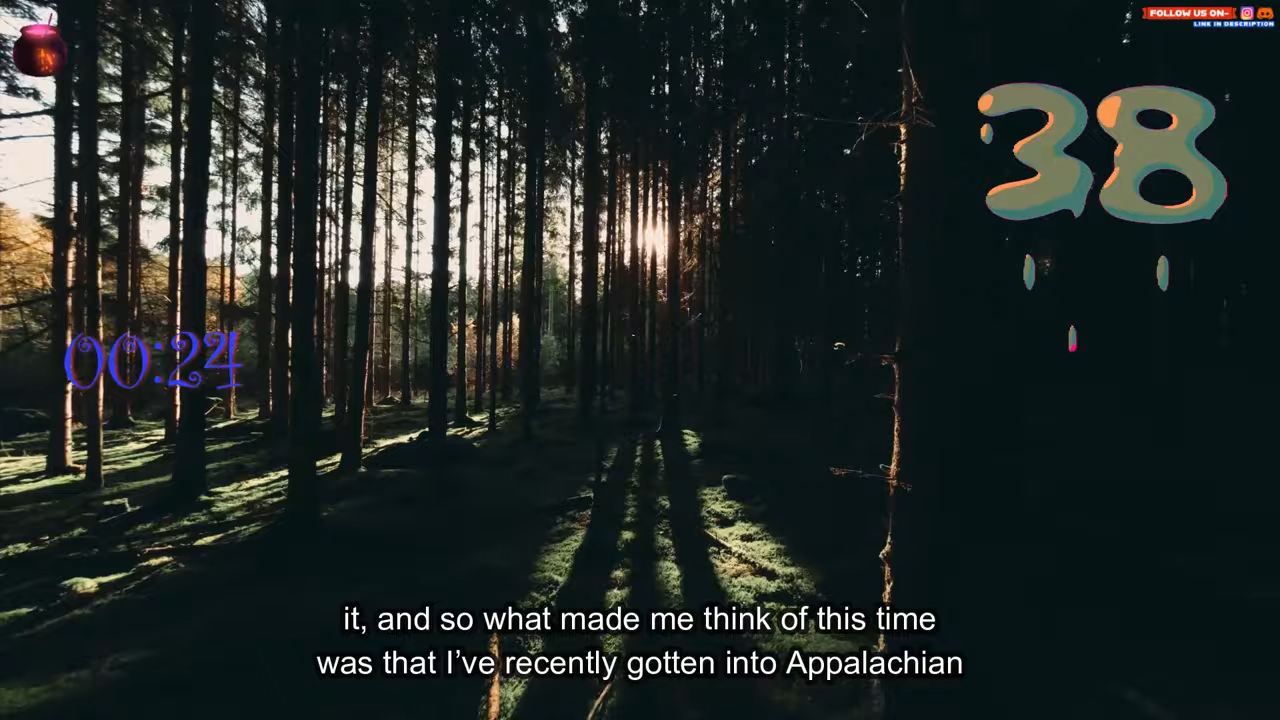 FOLLOW US ON-
LINK IN DESCRIPTION
38
00:24
it, and so what made me think of this time
was that I’ve recently gotten into Appalachian